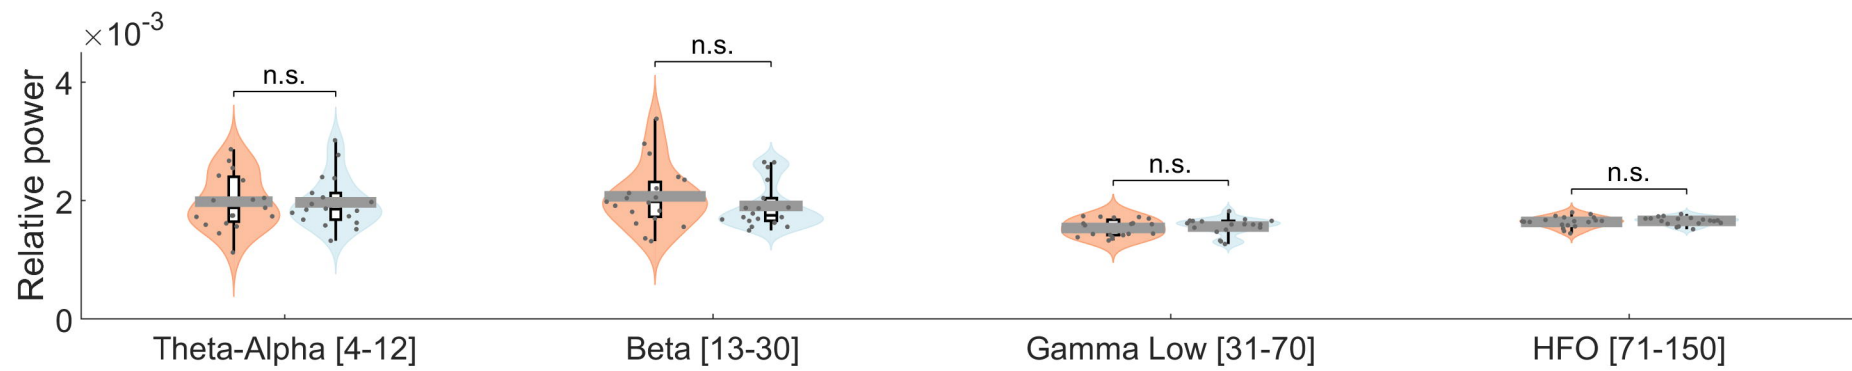 ×10-3
Relative power
4
2
0
n.s.
n.s.
n.s.
n.s.
Theta-Alpha [4-12]
Beta [13-30]
Gamma Low [31-70]
HFO [71-150]